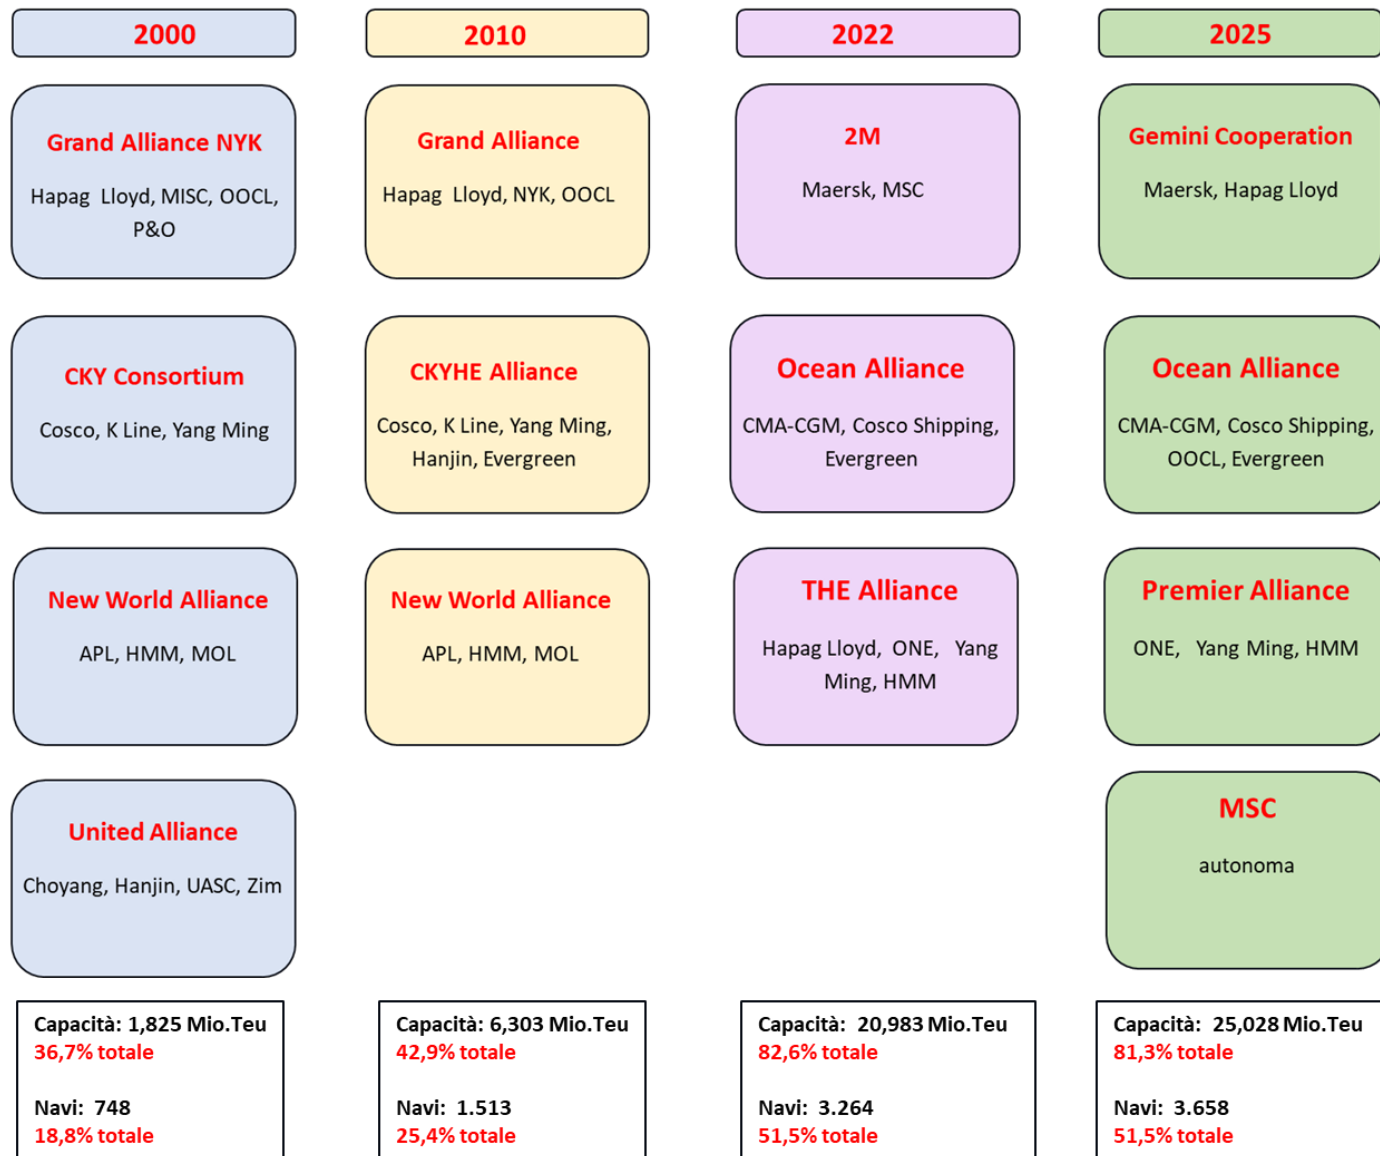 2000
2010
2022
2025
Grand Alliance NYK
Hapag Lloyd, MISC, OOCL,
P&O
Grand Alliance
Hapag Lloyd, NYK, OOCL
2M
Maersk, MSC
Gemini Cooperation
Maersk, Hapag Lloyd
CKY Consortium
Cosco, K Line, Yang Ming
CKYHE Alliance
Cosco, K Line, Yong Ming,
Hanjin, Evergreen
Ocean Alliance
CMA-CGM, Cosco Shipping,
Evergreen
Ocean Alliance
CMA-CGM, Cosco Shipping,
OOCL, Evergreen
New World Alliance
APL, HMM, MOL
New World Alliance
APL, HMM, MOL
THE Alliance
Hapag Lloyd, ONE, Yang
Ming, HMM
Premier Alliance
ONE, Yang Ming, HMM
United Alliance
Choyang, Hanjin, UASC, Zim
MSC
autonoma
Capacità: 1,825 Mio.Teu
36,7% totale
Navi: 748
18,8% totale
Capacità: 6,303 Mio.Teu
42,9% totale
Navi: 1.513
25,4% totale
Capacità: 20,983 Mio.Teu
82,6% totale
Navi: 3.264
51,5% totale
Capacità: 25,028 Mio.Teu
81,3% totale
Navi: 3.658
51,5% totale